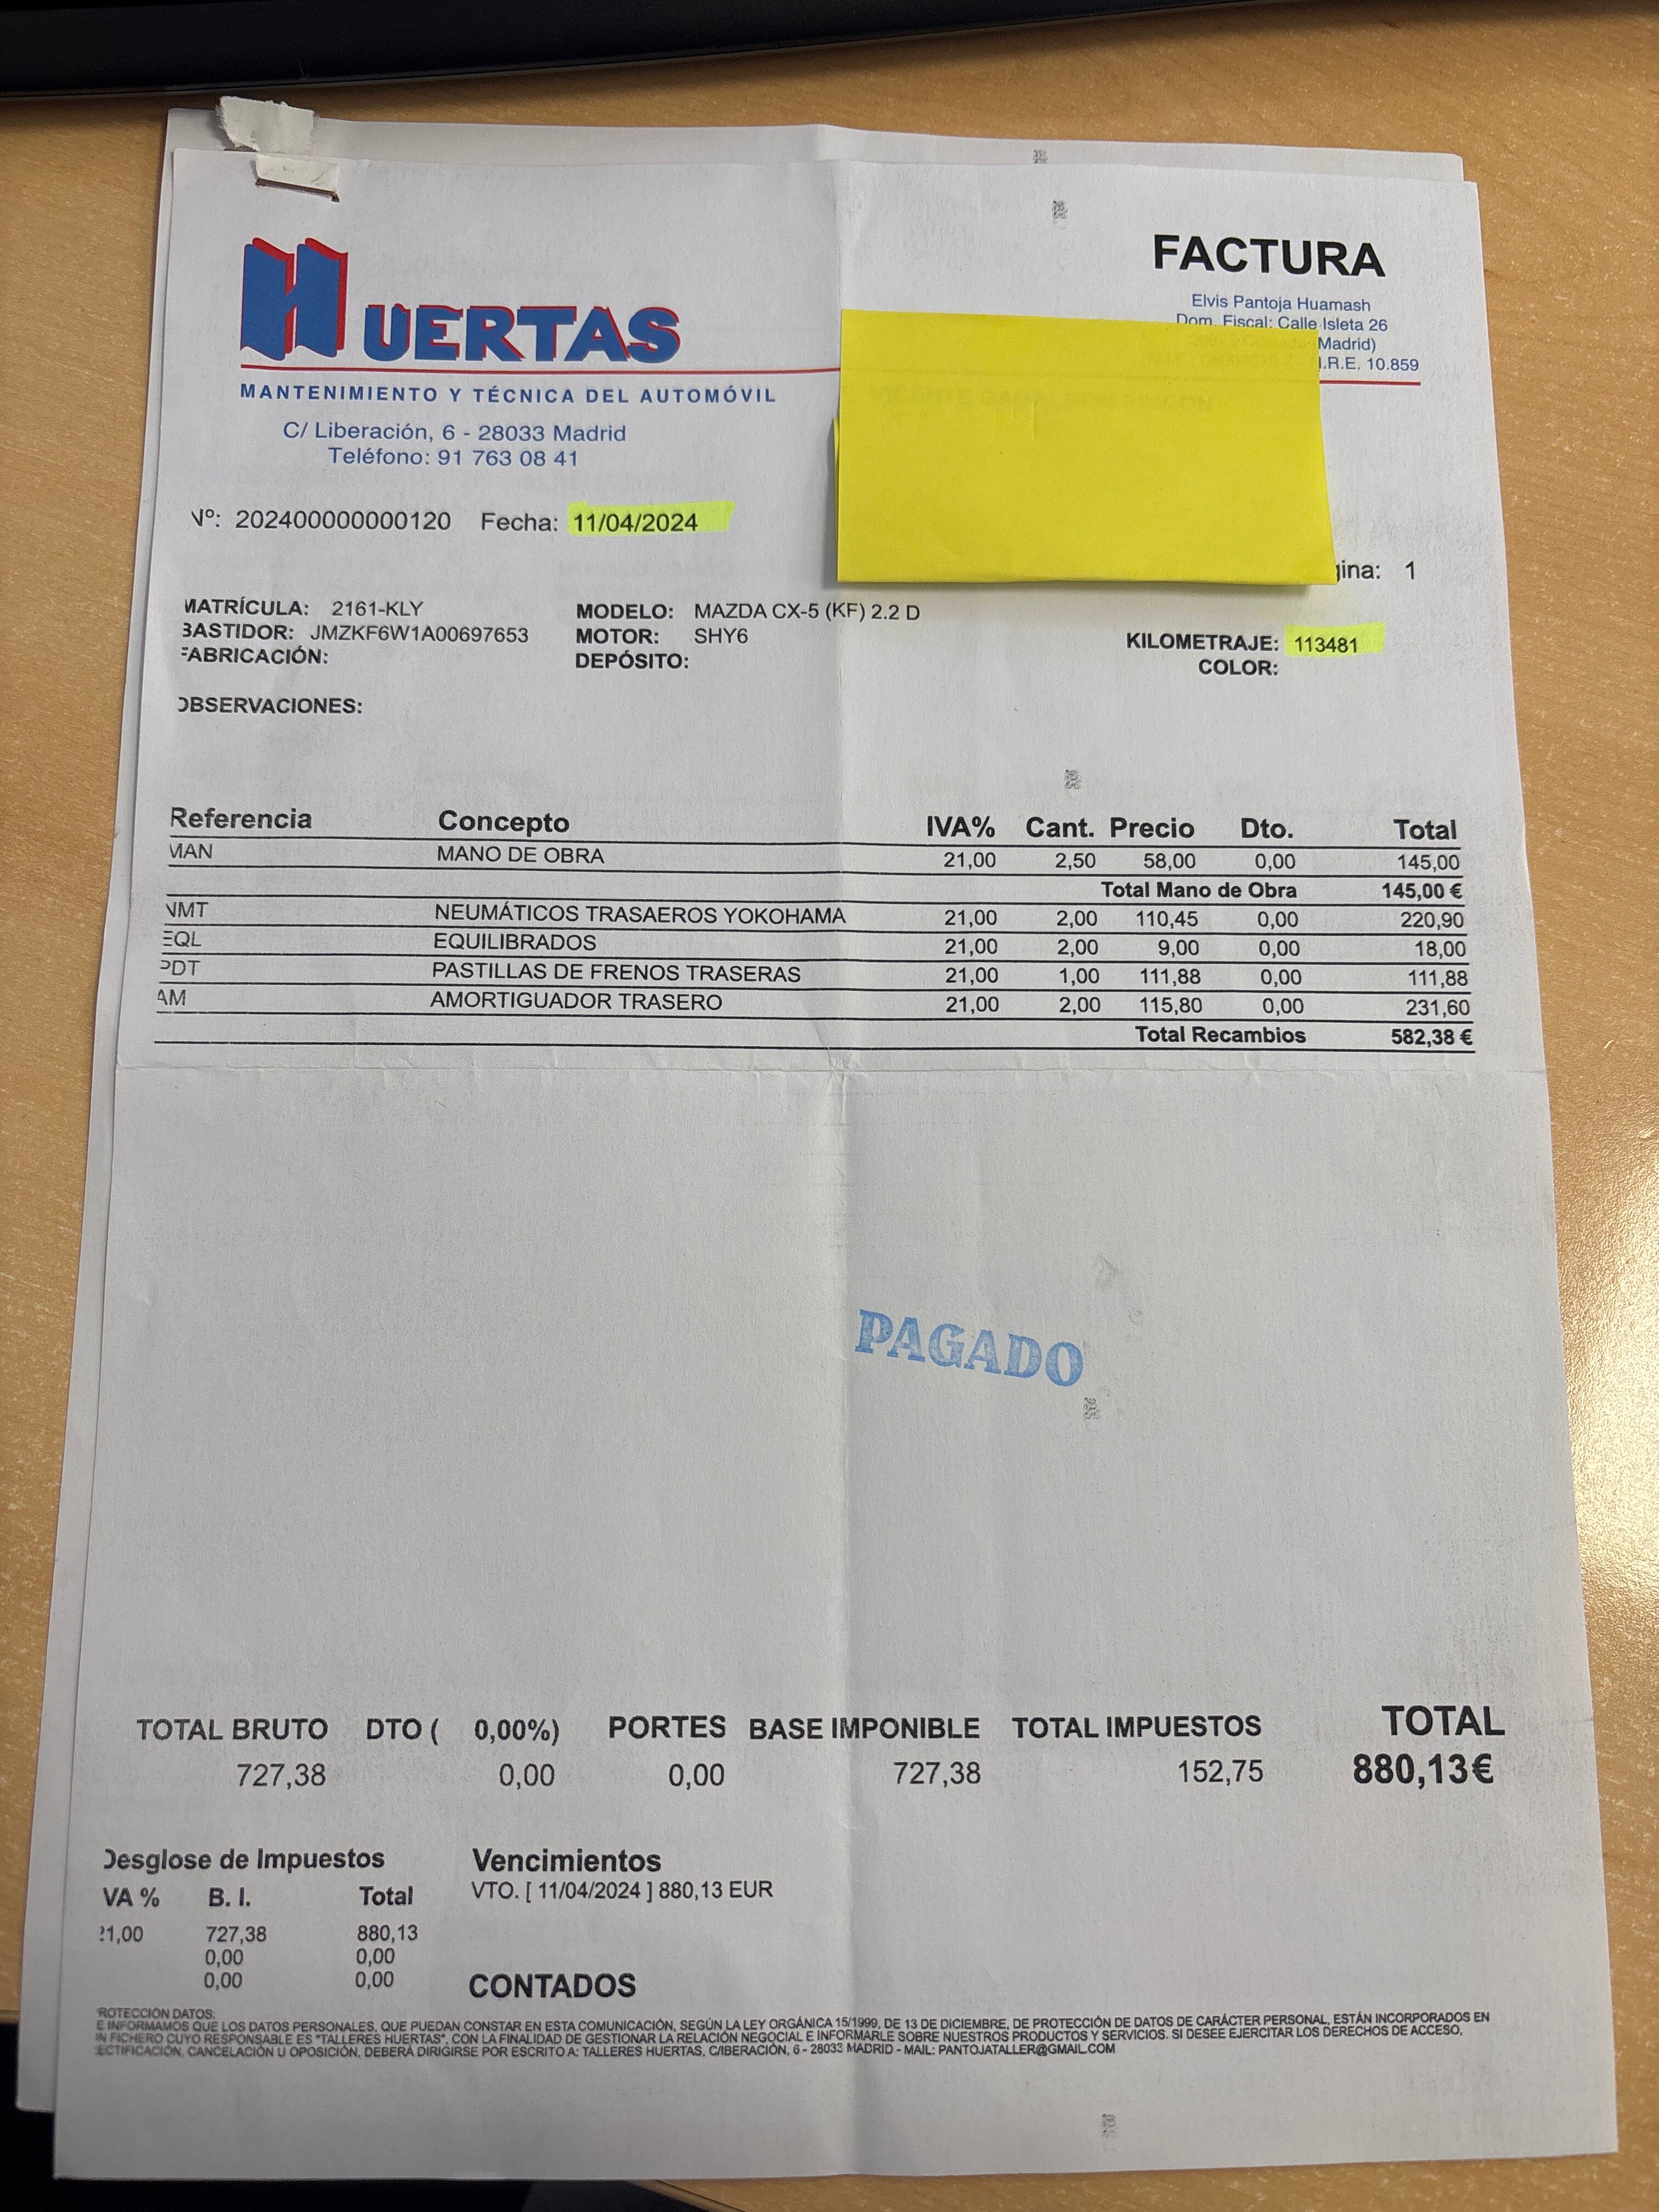 HUERTAS
MANTENIMIENTO Y TÉCNICA DEL AUTOMÓVIL
C/ Liberación, 6 - 28033 Madrid
Teléfono: 91 763 08 41
FACTURA
Elvis Pantoja Huamash
Dom. Fiscal: Calle Isleta 26
Madrid)
I.R.E. 10.859
Nº: 202400000000120 Fecha: 11/04/2024
gina: 1
MATRÍCULA: 2161-KLY MODELO: MAZDA CX-5 (KF) 2.2 D
BASTIDOR: JMZKF6W1A00697653 MOTOR: SHY6 KILOMETRAJE: 113481
FABRICACIÓN: DEPÓSITO: COLOR:
OBSERVACIONES:
Referencia Concepto IVA% Cant. Precio Dto. Total
MAN MANO DE OBRA 21,00 2,50 58,00 0,00 145,00
Total Mano de Obra 145,00 €
NMT NEUMÁTICOS TRASAEROS YOKOHAMA 21,00 2,00 110,45 0,00 220,90
EQL EQUILIBRADOS 21,00 2,00 9,00 0,00 18,00
PDT PASTILLAS DE FRENOS TRASERAS 21,00 1,00 111,88 0,00 111,88
AM AMORTIGUADOR TRASERO 21,00 2,00 115,80 0,00 231,60
Total Recambios 582,38 €
PAGADO
TOTAL BRUTO DTO ( 0,00%) PORTES BASE IMPONIBLE TOTAL IMPUESTOS TOTAL
727,38 0,00 0,00 727,38 152,75 880,13€
Desglose de Impuestos Vencimientos
VA % B. I. Total VTO. [ 11/04/2024 ] 880,13 EUR
21,00 727,38 880,13
0,00 0,00
0,00 0,00
CONTADOS
ROTECCIÓN DATOS:
E INFORMAMOS QUE LOS DATOS PERSONALES, QUE PUEDAN CONSTAR EN ESTA COMUNICACIÓN, SEGÚN LA LEY ORGÁNICA 15/1999, DE 13 DE DICIEMBRE, DE PROTECCIÓN DE DATOS DE CARÁCTER PERSONAL, ESTÁN INCORPORADOS EN
N FICHERO CUYO RESPONSABLE ES "TALLERES HUERTAS", CON LA FINALIDAD DE GESTIONAR LA RELACIÓN NEGOCIAL E INFORMARLE SOBRE NUESTROS PRODUCTOS Y SERVICIOS. SI DESEE EJERCITAR LOS DERECHOS DE ACCESO,
ECTIFICACIÓN, CANCELACIÓN U OPOSICIÓN, DEBERÁ DIRIGIRSE POR ESCRITO A: TALLERES HUERTAS, C/IBERACIÓN, 6 - 28033 MADRID - MAIL: PANTOJATALLER@GMAIL.COM